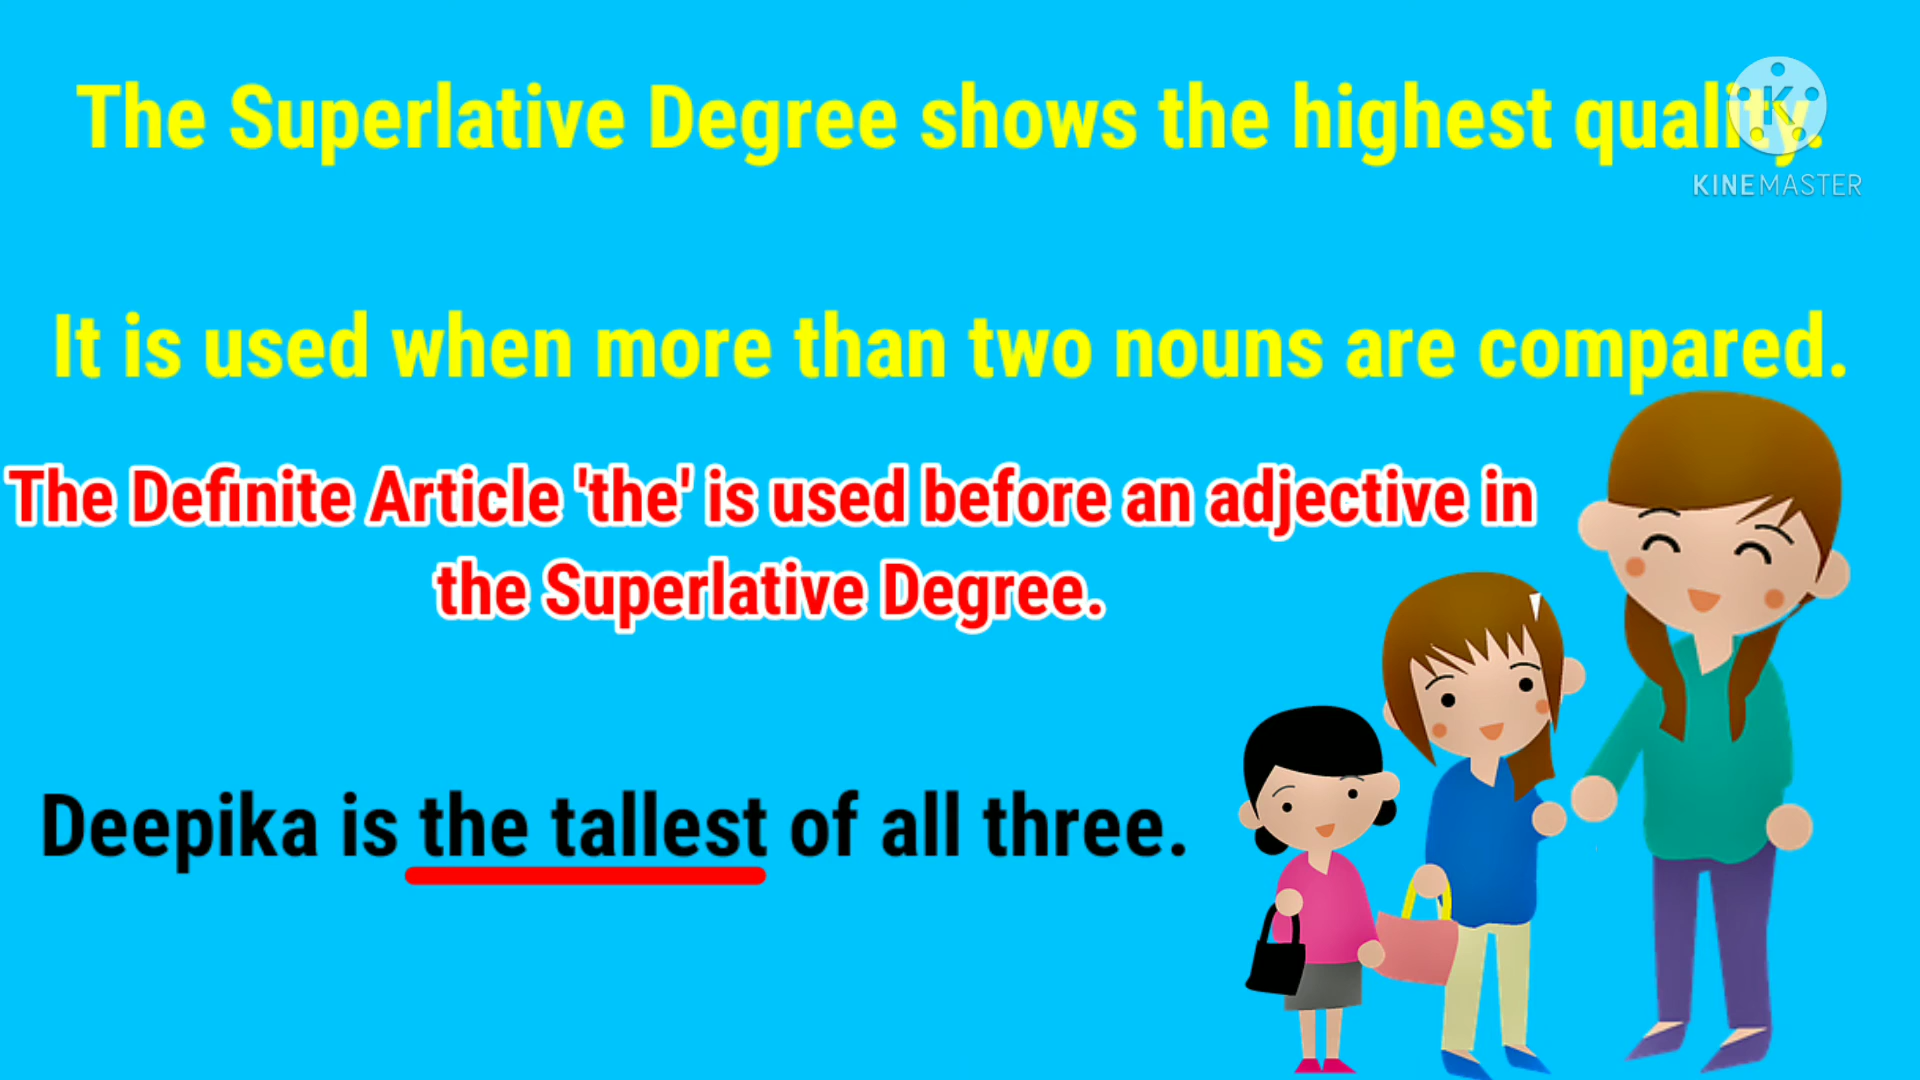 The Superlative Degree shows the highest quality.
KINEMASTER
It is used when more than two nouns are compared.
The Definite Article 'the' is used before an adjective in
the Superlative Degree.
Deepika is the tallest of all three.